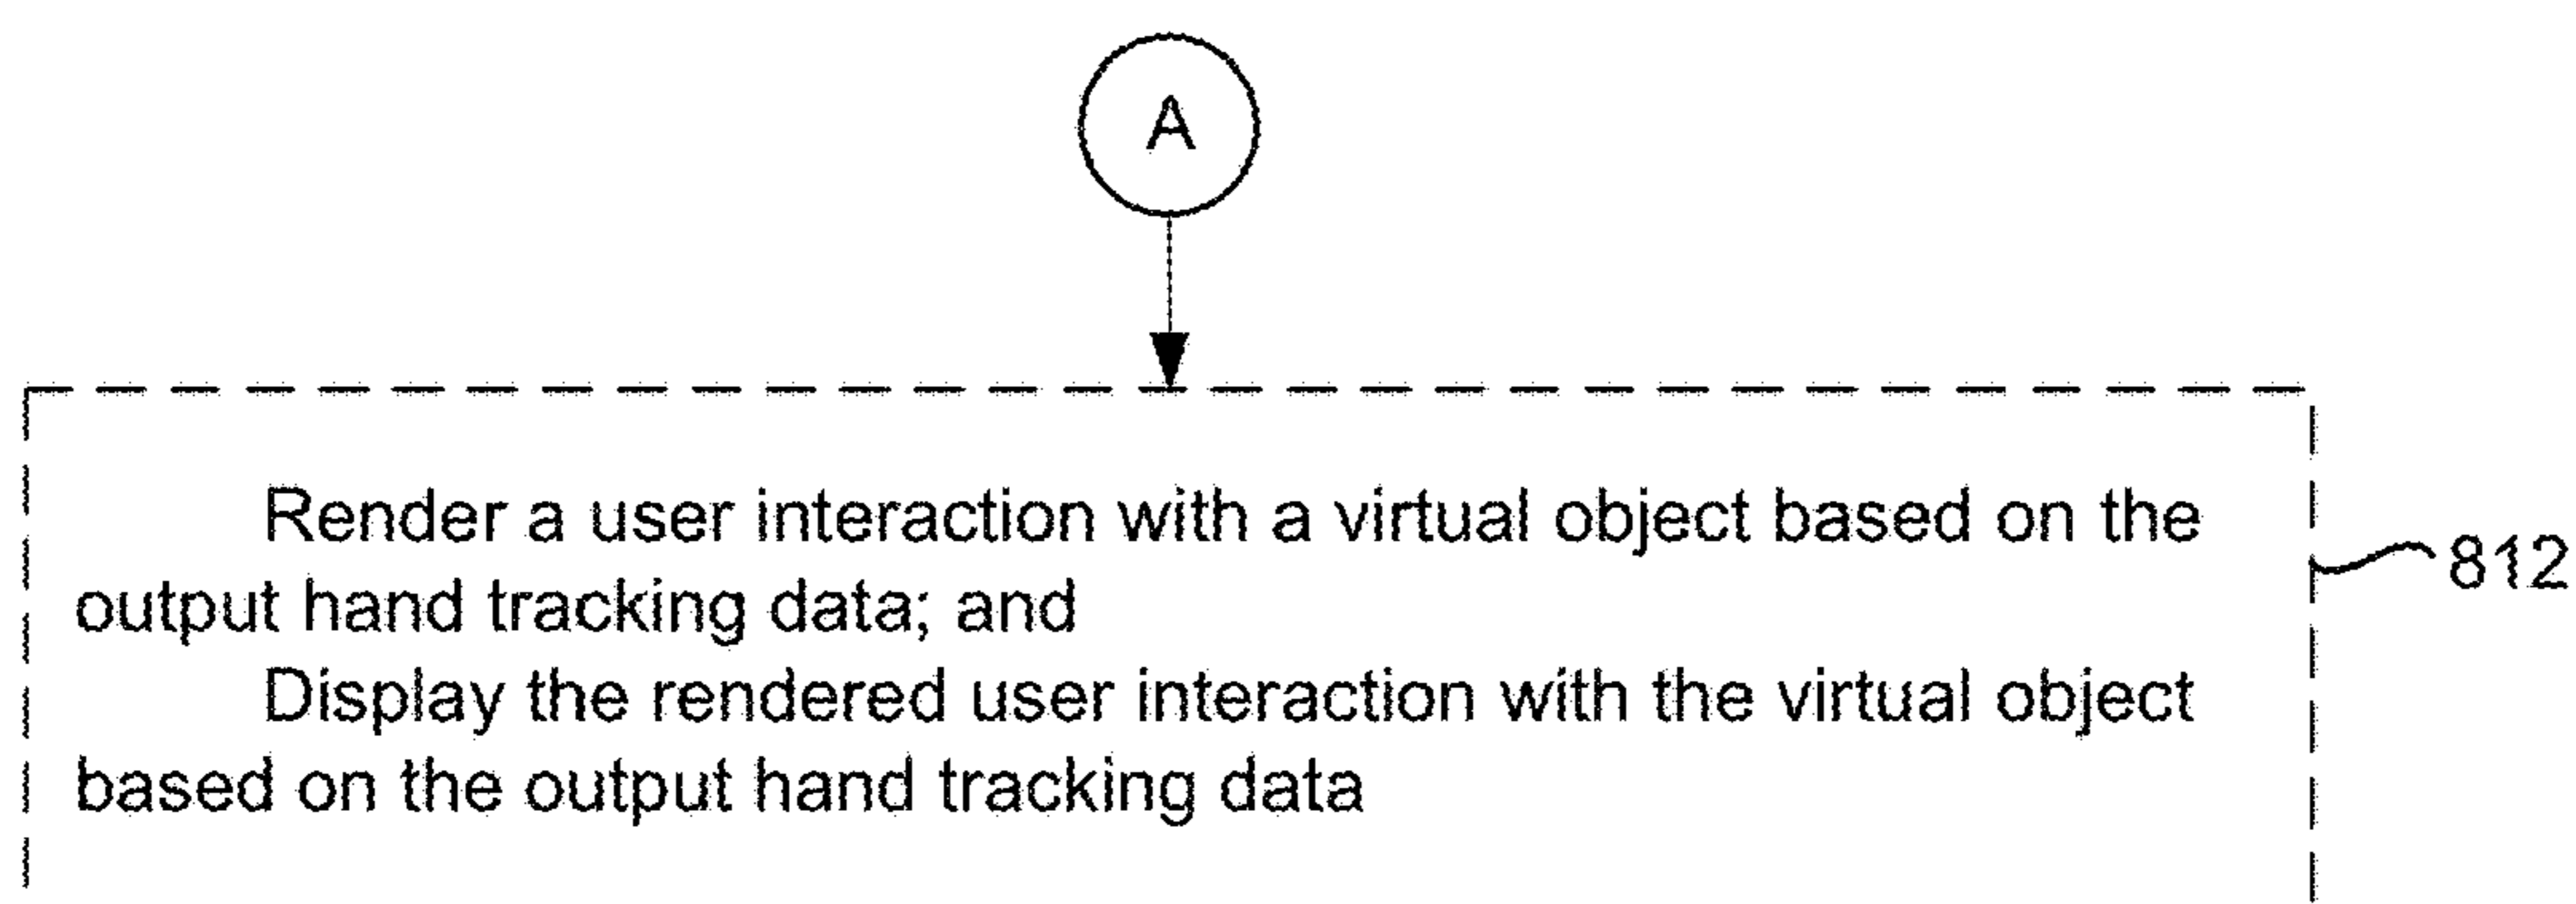 A
Render a user interaction with a virtual object based on the
output hand tracking data; and
812
Display the rendered user interaction with the virtual object
based on the output hand tracking data